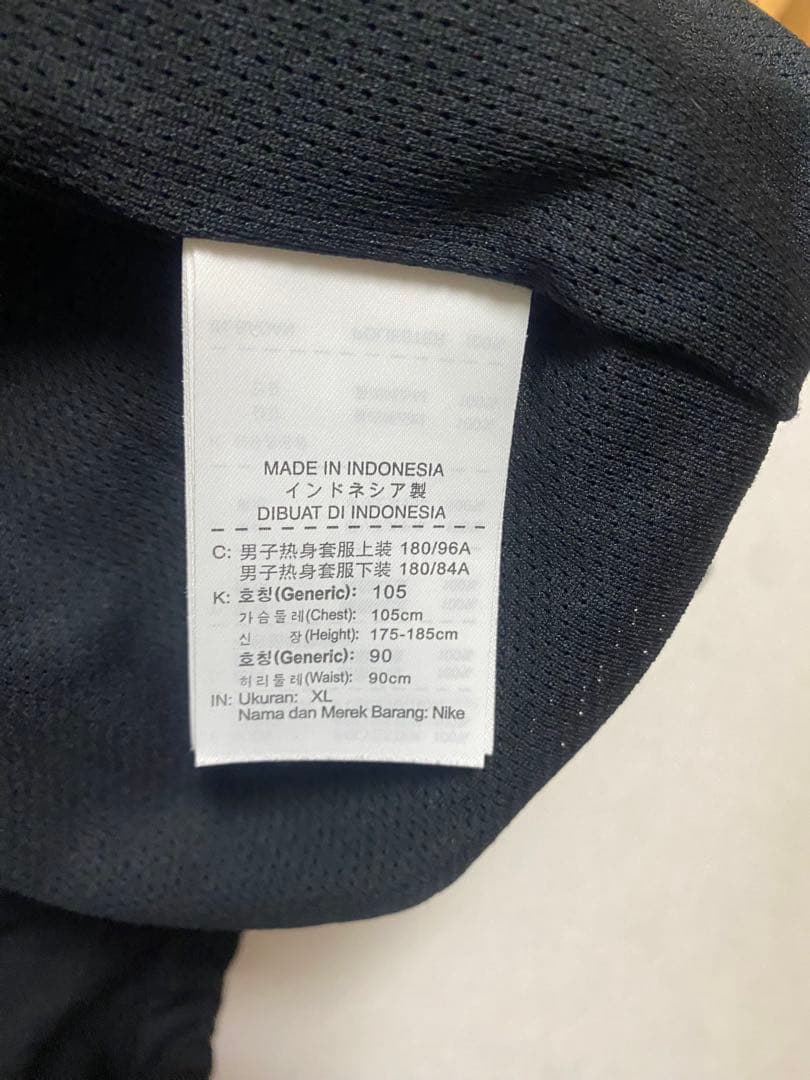 MADE IN INDONESIA
インドネシア製
DIBUAT DI INDONESIA
C: 男子热身套服上装 180/96A
男子热身套服下装 180/84A
K: 호칭(Generic): 105
가슴둘레(Chest): 105cm
신 장(Height): 175-185cm
호칭(Generic): 90
허리둘레(Waist): 90cm
IN: Ukuran: XL
Nama dan Merek Barang: Nike